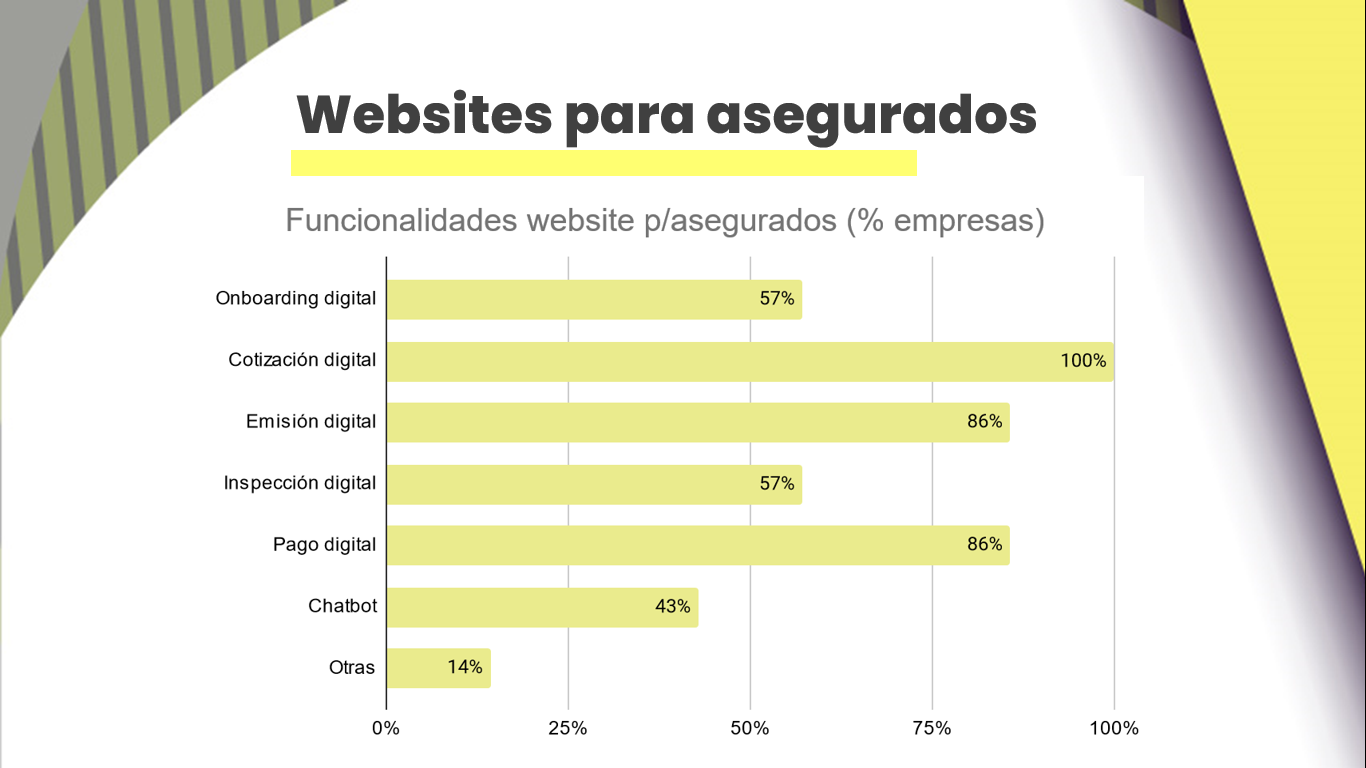 Websites para asegurados
Funcionalidades website p/asegurados (% empresas)
Onboarding digital 57%
Cotización digital 100%
Emisión digital 86%
Inspección digital 57%
Pago digital 86%
Chatbot 43%
Otras 14%
0% 25% 50% 75% 100%